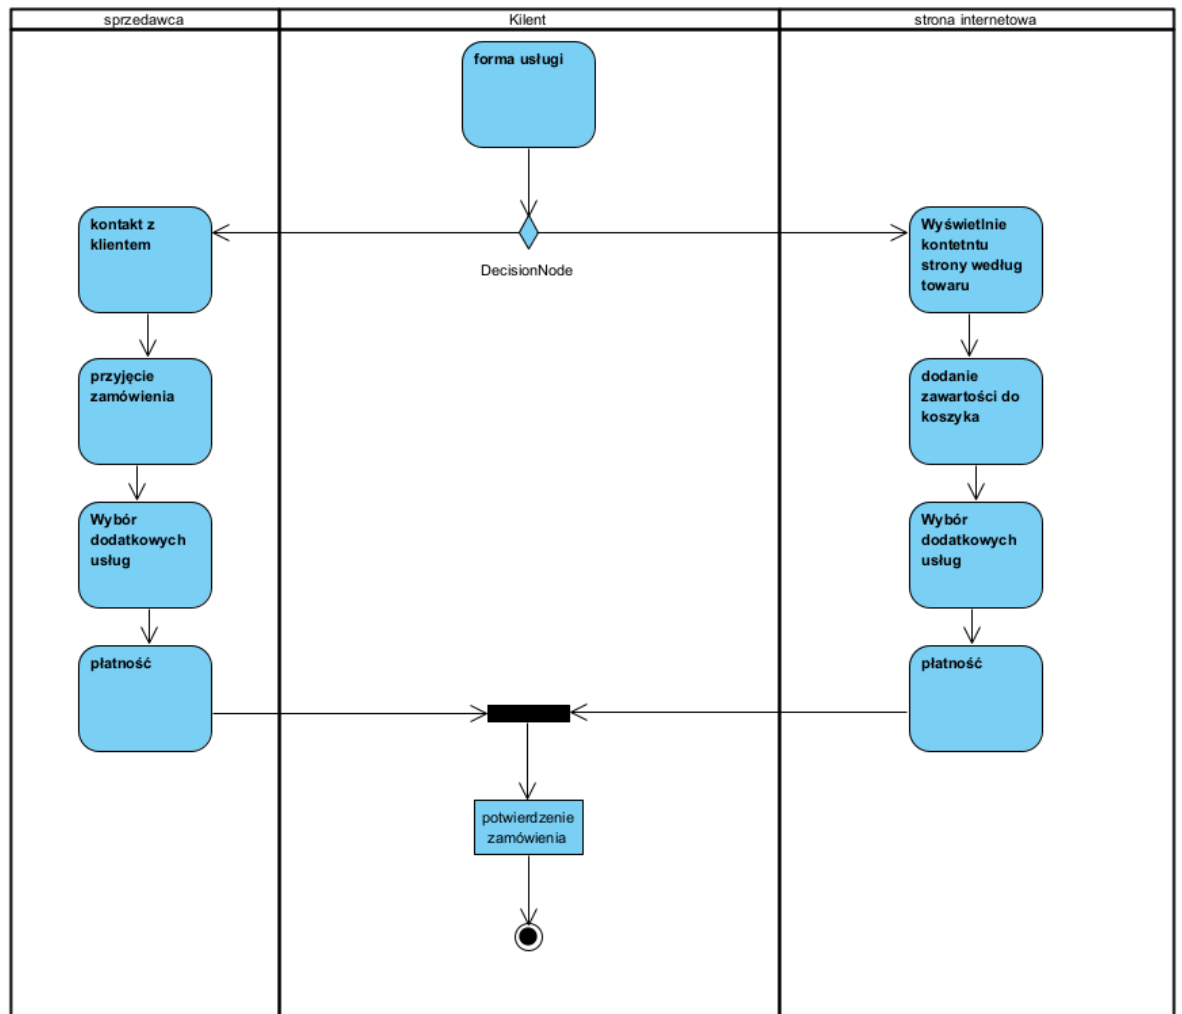 sprzedawca
Kilent
strona internetowa
forma usługi
kontakt z
klientem
DecisionNode
Wyświetlnie
kontetntu
strony według
towaru
przyjęcie
zamówienia
dodanie
zawartości do
koszyka
Wybór
dodatkowych
usług
Wybór
dodatkowych
usług
płatność
płatność
potwierdzenie
zamówienia